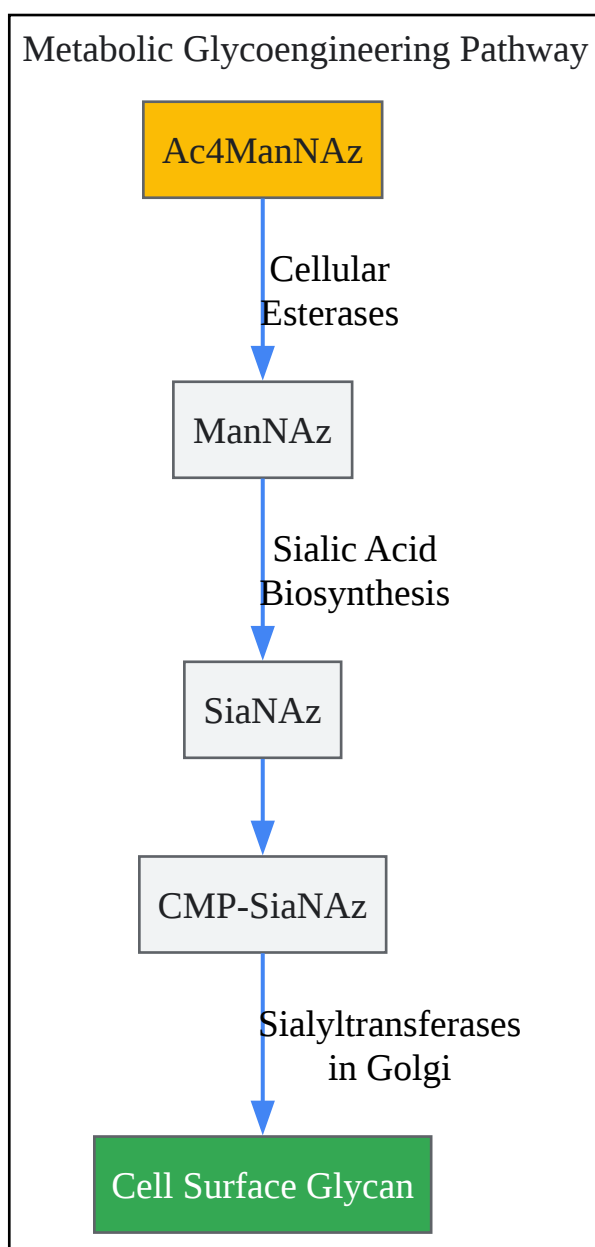 Metabolic Glycoengineering Pathway
Ac4ManNAz
Cellular
Esterases
ManNAz
Sialic Acid
Biosynthesis
SiaNAz
CMP-SiaNAz
Sialyltransferases
in Golgi
Cell Surface Glycan